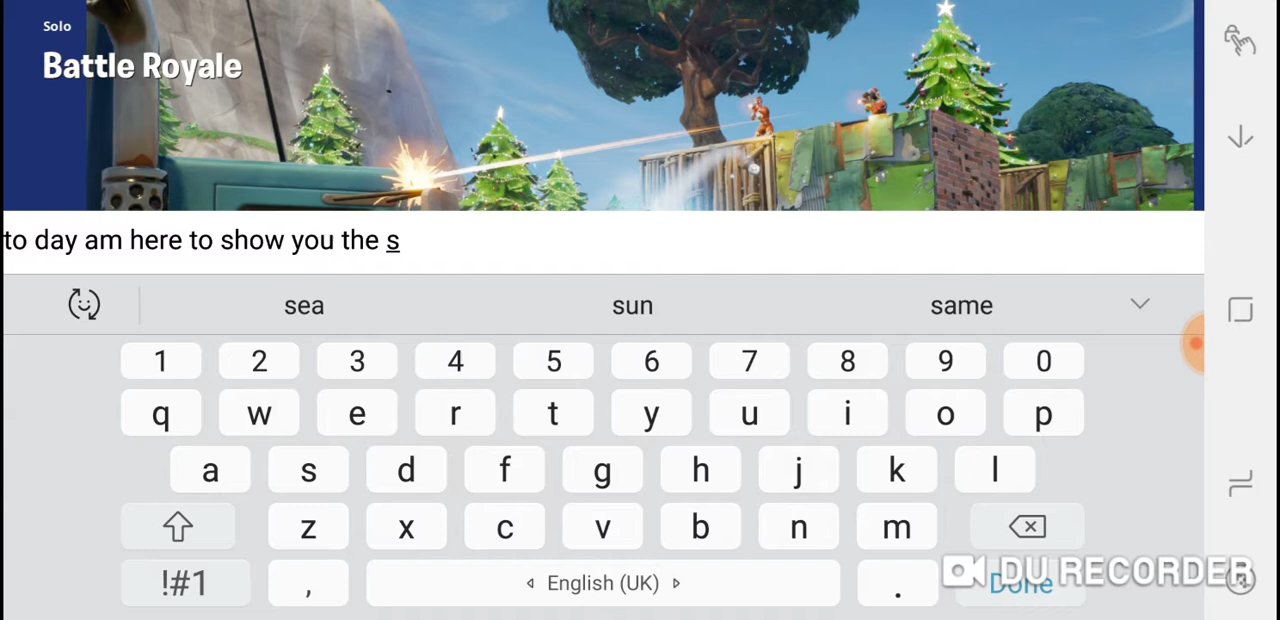 Solo
Battle Royale
to day am here to show you the s
sea sun same
1 2 3 4 5 6 7 8 9 0
q w e r t y u i o p
a s d f g h j k l
z x c v b n m
!#1 , English (UK) . Done
DU RECORDER